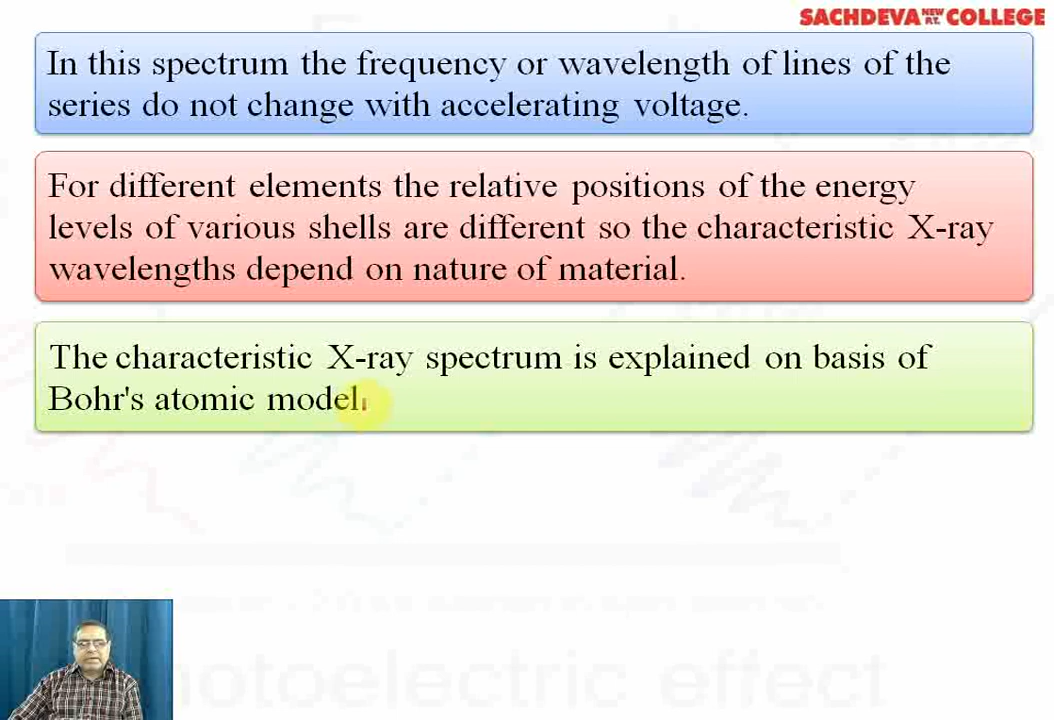 SACHDEVA NEW P.T. COLLEGE
In this spectrum the frequency or wavelength of lines of the
series do not change with accelerating voltage.
For different elements the relative positions of the energy
levels of various shells are different so the characteristic X-ray
wavelengths depend on nature of material.
The characteristic X-ray spectrum is explained on basis of
Bohr's atomic model.
hotoelectric effect